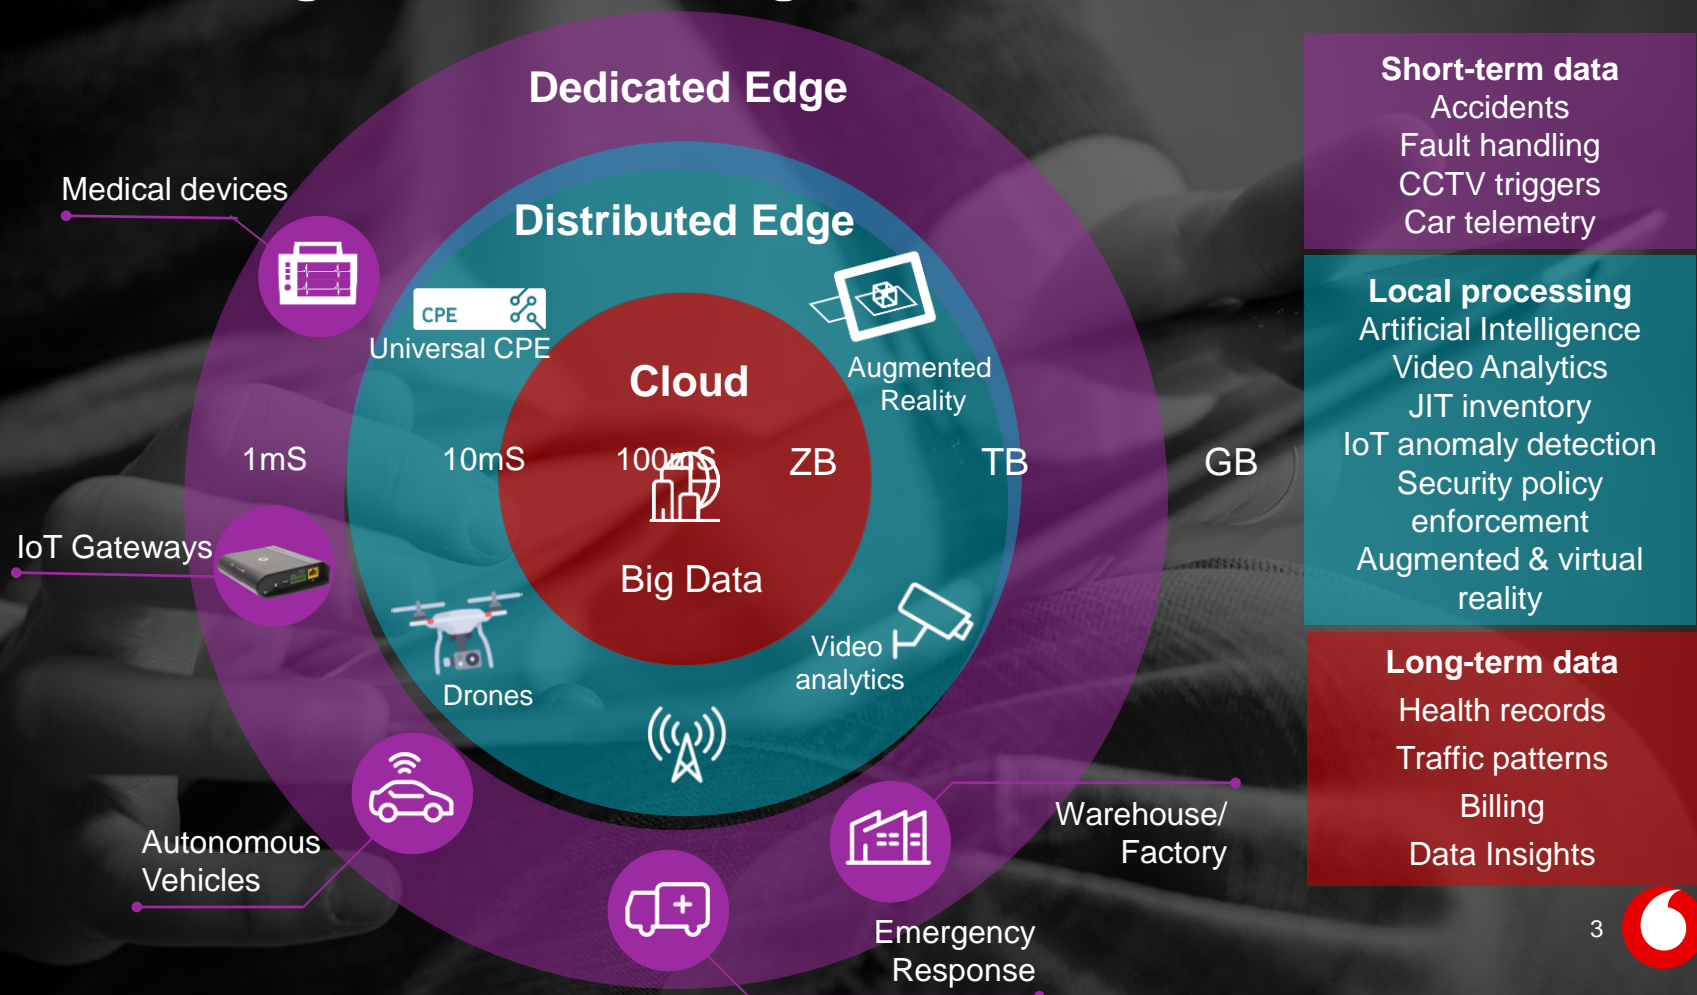 Dedicated Edge
Distributed Edge
Medical devices
CPE
Universal CPE
Augmented
Reality
Cloud
1mS
10mS
100mS
ZB
TB
GB
IoT Gateways
Big Data
Drones
Video
analytics
Autonomous
Vehicles
Warehouse/
Factory
Emergency
Response
Short-term data
Accidents
Fault handling
CCTV triggers
Car telemetry
Local processing
Artificial Intelligence
Video Analytics
JIT inventory
IoT anomaly detection
Security policy
enforcement
Augmented & virtual
reality
Long-term data
Health records
Traffic patterns
Billing
Data Insights
3